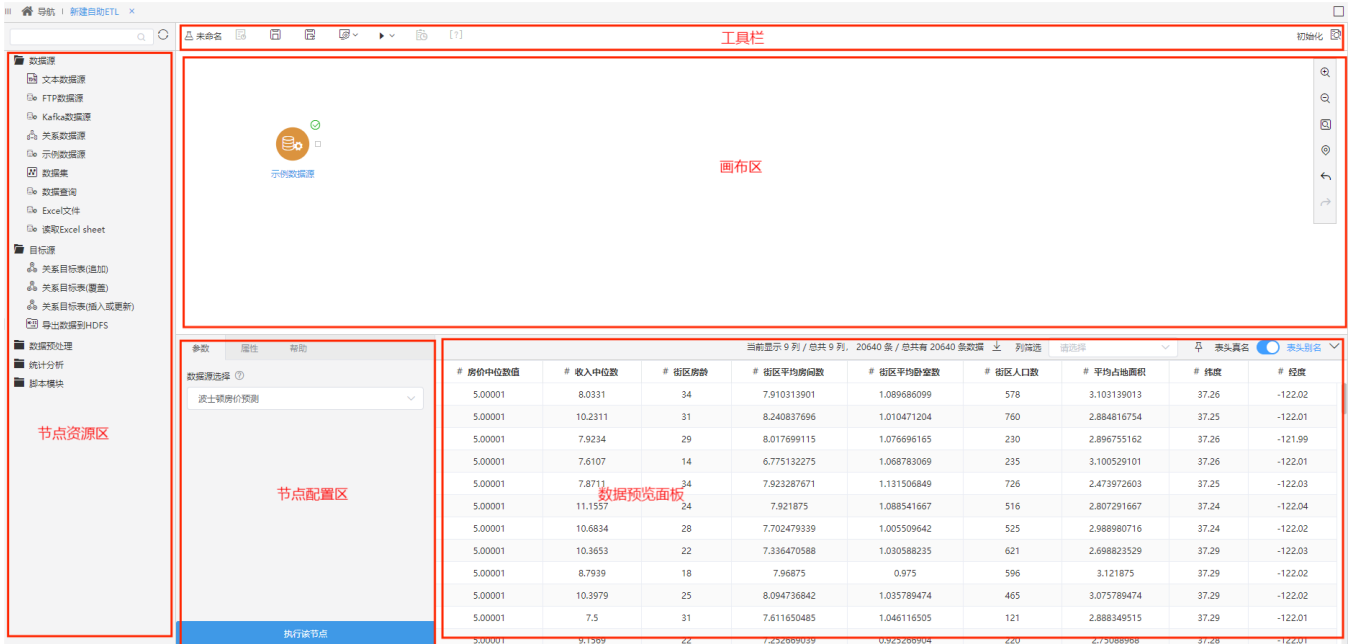 导航 新建自助ETL ×
未命名 [?] 工具栏 初始化
数据源
文本数据源
FTP数据源
Kafka数据源
关系数据源
示例数据源
数据集
数据查询
Excel文件
读取Excel sheet
目标源
关系目标表(追加)
关系目标表(覆盖)
关系目标表(插入或更新)
导出数据到HDFS
数据预处理
统计分析
脚本模块
节点资源区
示例数据源
画布区
参数 属性 帮助
数据源选择
波士顿房价预测
节点配置区
执行该节点
当前显示 9 列 / 总共 9 列, 20640 条 / 总共有 20640 条数据 列筛选 请选择 表头真名 表头别名
# 房价中位数值 # 收入中位数 # 街区房龄 # 街区平均房间数 # 街区平均卧室数 # 街区人口数 # 平均占地面积 # 纬度 # 经度
5.00001 8.0331 34 7.910313901 1.089686099 578 3.103139013 37.26 -122.02
5.00001 10.2311 31 8.240837696 1.010471204 760 2.884816754 37.25 -122.01
5.00001 7.9234 29 8.017699115 1.076696165 230 2.896755162 37.26 -121.99
5.00001 7.6107 14 6.775132275 1.068783069 235 3.100529101 37.26 -122.01
5.00001 7.8711 34 7.923287671 1.131506849 726 2.473972603 37.25 -122.03
数据预览面板
5.00001 11.1557 24 7.921875 1.088541667 516 2.807291667 37.24 -122.04
5.00001 10.6834 28 7.702479339 1.005509642 525 2.988980716 37.24 -122.02
5.00001 10.3653 22 7.336470588 1.030588235 621 2.698823529 37.29 -122.03
5.00001 8.7939 18 7.96875 0.975 596 3.121875 37.29 -122.02
5.00001 10.3979 25 8.094736842 1.035789474 465 3.075789474 37.29 -122.02
5.00001 7.5 31 7.611650485 1.046116505 121 2.888349515 37.29 -122.01
5.00001 9.1569 22 7.252669039 0.925266904 220 2.75088968 37.28 -122.01